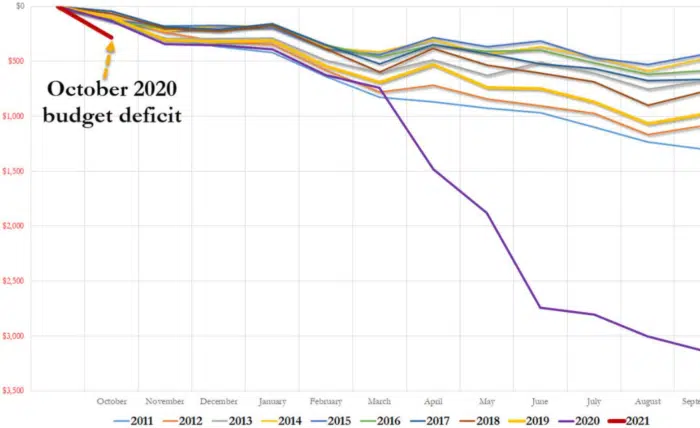 $0
October 2020
budget deficit
$500
$1,000
$1,500
$2,000
$2,500
$3,000
$3,500
October November December January February March April May June July August Septe
2011 2012 2013 2014 2015 2016 2017 2018 2019 2020 2021